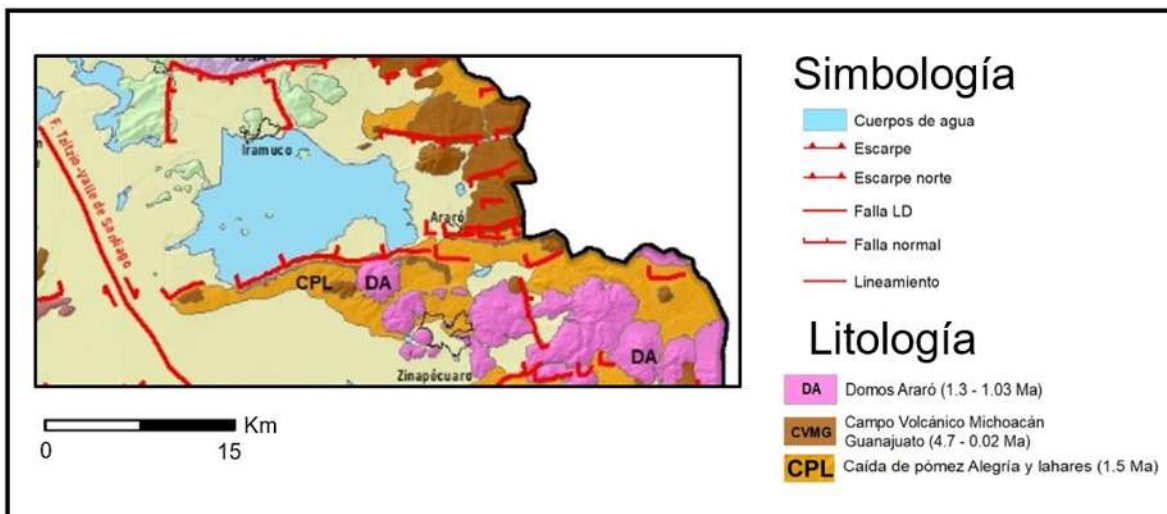 Iramuco
F. Tzitzio-Valle de Santiago
Araró
CPL
DA
DA
Zinapécuaro
Km
0
15
Simbología
Cuerpos de agua
Escarpe
Escarpe norte
Falla LD
Falla normal
Lineamiento
Litología
DA
Domos Araró (1.3 - 1.03 Ma)
CVMG
Campo Volcánico Michoacán
Guanajuato (4.7 - 0.02 Ma)
CPL
Caída de pómez Alegría y lahares (1.5 Ma)